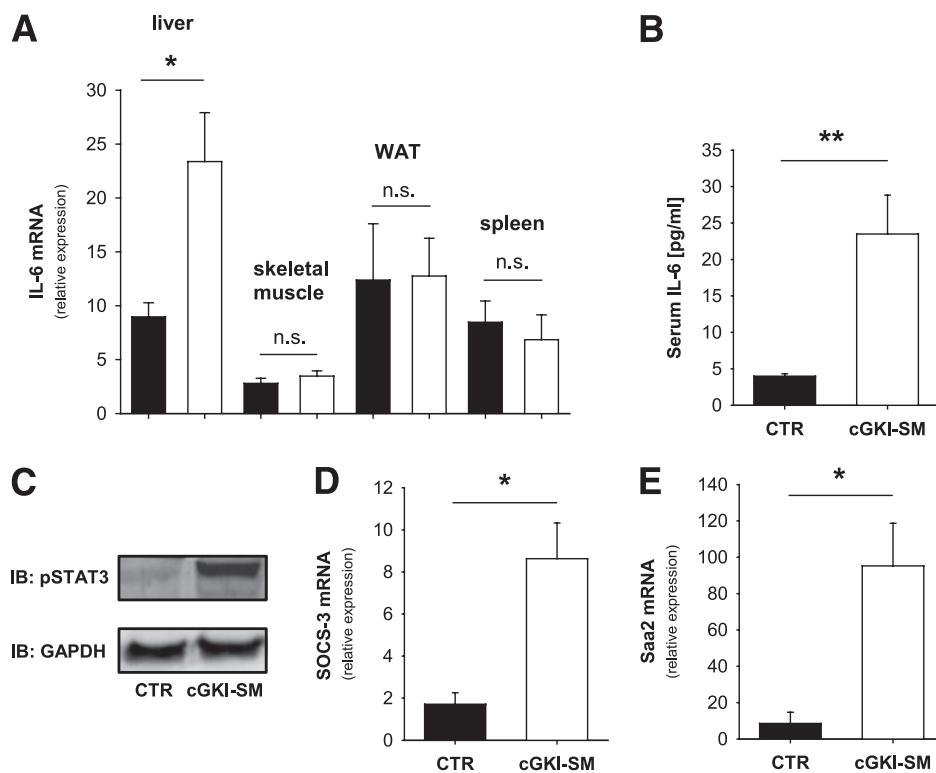 A
liver
*
30
25
20
15
10
5
0
IL-6 mRNA
(relative expression)
skeletal
muscle
n.s.
WAT
n.s.
spleen
n.s.
B
**
35
30
25
20
15
10
5
0
Serum IL-6 [pg/ml]
CTR
cGKI-SM
C
IB: pSTAT3
IB: GAPDH
CTR cGKI-SM
D
*
12
10
8
6
4
2
0
SOCS-3 mRNA
(relative expression)
CTR
cGKI-SM
E
*
140
120
100
80
60
40
20
0
Saa2 mRNA
(relative expression)
CTR
cGKI-SM